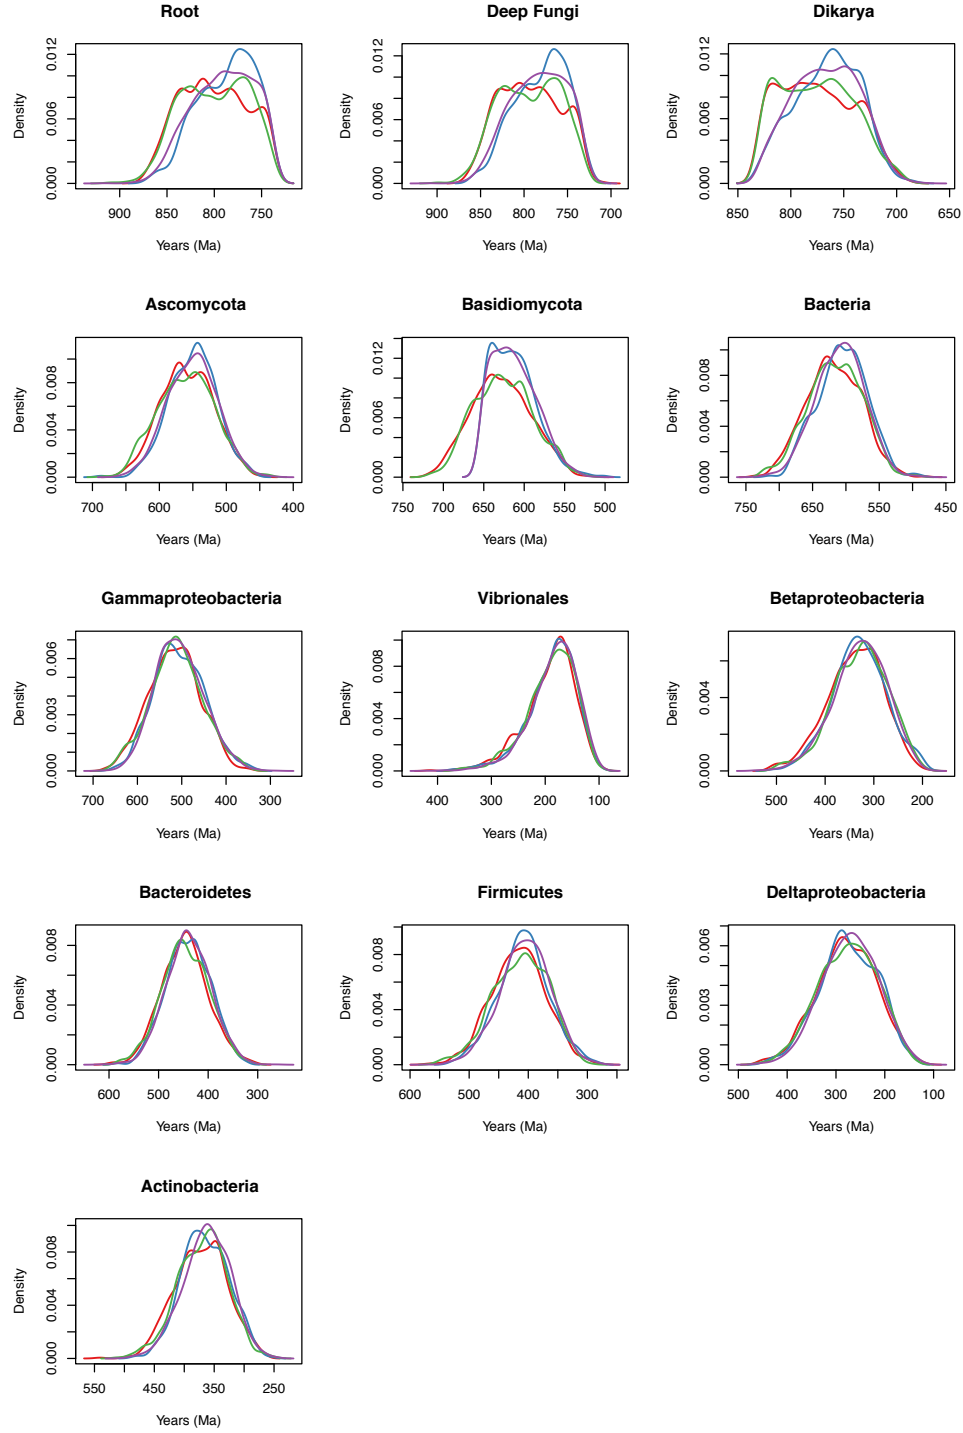 Root
Density
0.000 0.006 0.012
900 850 800 750
Years (Ma)
Deep Fungi
Density
0.000 0.006 0.012
900 850 800 750 700
Years (Ma)
Dikarya
Density
0.000 0.006 0.012
850 800 750 700 650
Years (Ma)
Ascomycota
Density
0.000 0.004 0.008
700 600 500 400
Years (Ma)
Basidiomycota
Density
0.000 0.006 0.012
750 700 650 600 550 500
Years (Ma)
Bacteria
Density
0.000 0.004 0.008
750 650 550 450
Years (Ma)
Gammaproteobacteria
Density
0.000 0.003 0.006
700 600 500 400 300
Years (Ma)
Vibrionales
Density
0.000 0.004 0.008
400 300 200 100
Years (Ma)
Betaproteobacteria
Density
0.000 0.004
500 400 300 200
Years (Ma)
Bacteroidetes
Density
0.000 0.004 0.008
600 500 400 300
Years (Ma)
Firmicutes
Density
0.000 0.004 0.008
600 500 400 300
Years (Ma)
Deltaproteobacteria
Density
0.000 0.003 0.006
500 400 300 200 100
Years (Ma)
Actinobacteria
Density
0.000 0.004 0.008
550 450 350 250
Years (Ma)